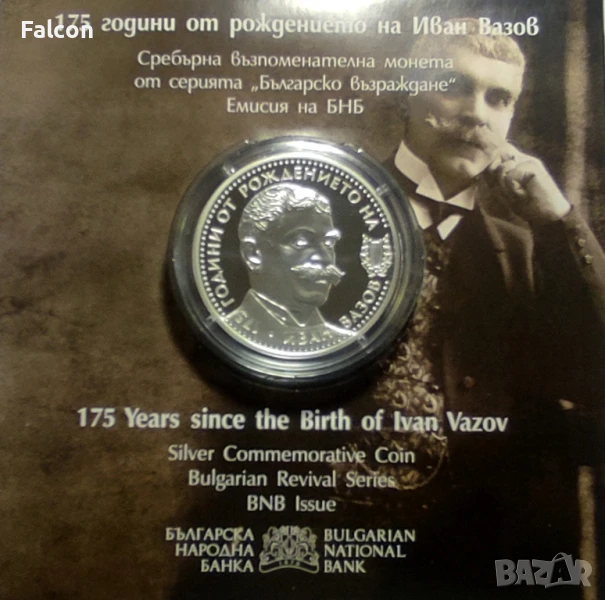 Falcon
175 години от рождението на Иван Вазов
Сребърна възпоменателна монета
от серията „Българско възраждане“
Емисия на БНБ
175 ГОДИНИ ОТ РОЖДЕНИЕТО НА
ИВАН ВАЗОВ
175 Years since the Birth of Ivan Vazov
Silver Commemorative Coin
Bulgarian Revival Series
BNB Issue
БЪЛГАРСКА
НАРОДНА
БАНКА
BULGARIAN
NATIONAL
BANK
BAZAR